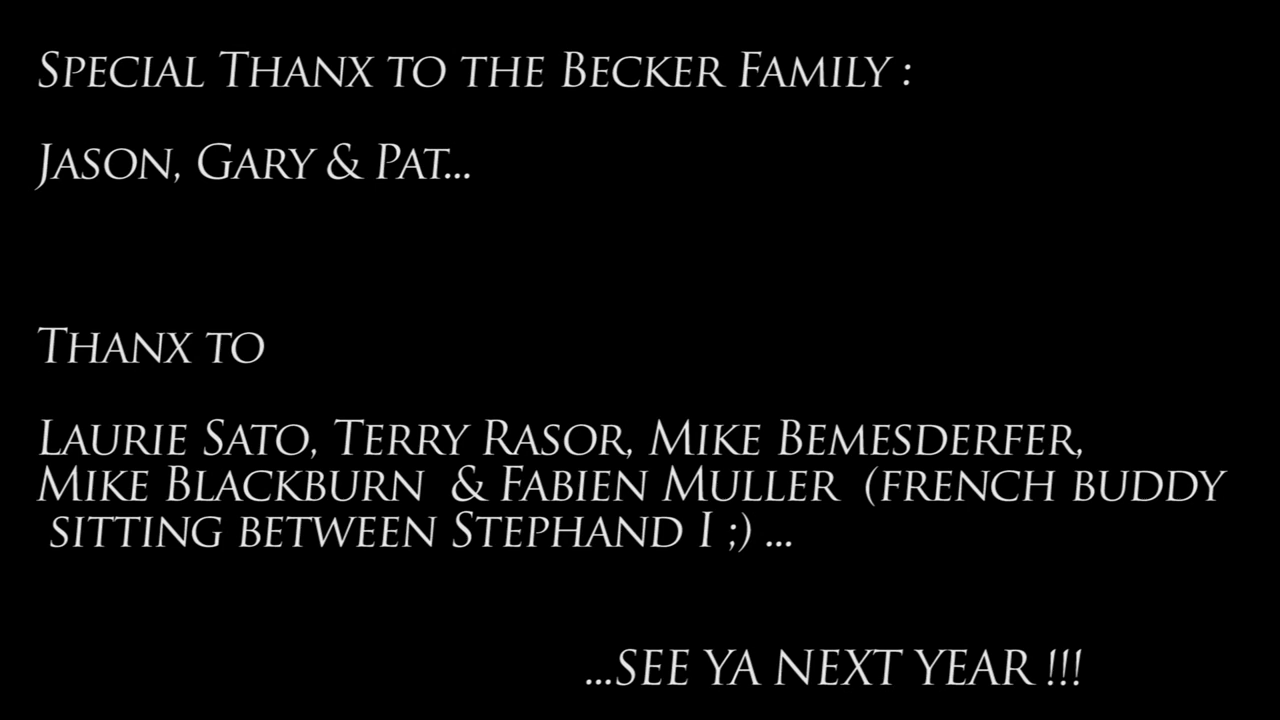 Special Thanx to the Becker Family :
Jason, Gary & Pat...
Thanx to
Laurie Sato, Terry Rasor, Mike Bemesderfer,
Mike Blackburn & Fabien Muller (french buddy
sitting between Stephand I ;) ...
...SEE YA NEXT YEAR !!!